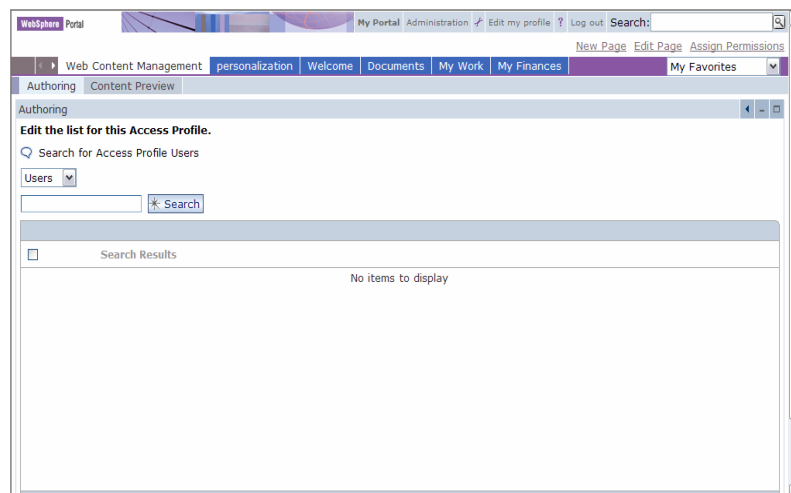 WebSphere Portal
My Portal Administration Edit my profile ? Log out Search:
New Page Edit Page Assign Permissions
Web Content Management personalization Welcome Documents My Work My Finances My Favorites
Authoring Content Preview
Authoring
Edit the list for this Access Profile.
Search for Access Profile Users
Users
Search
Search Results
No items to display